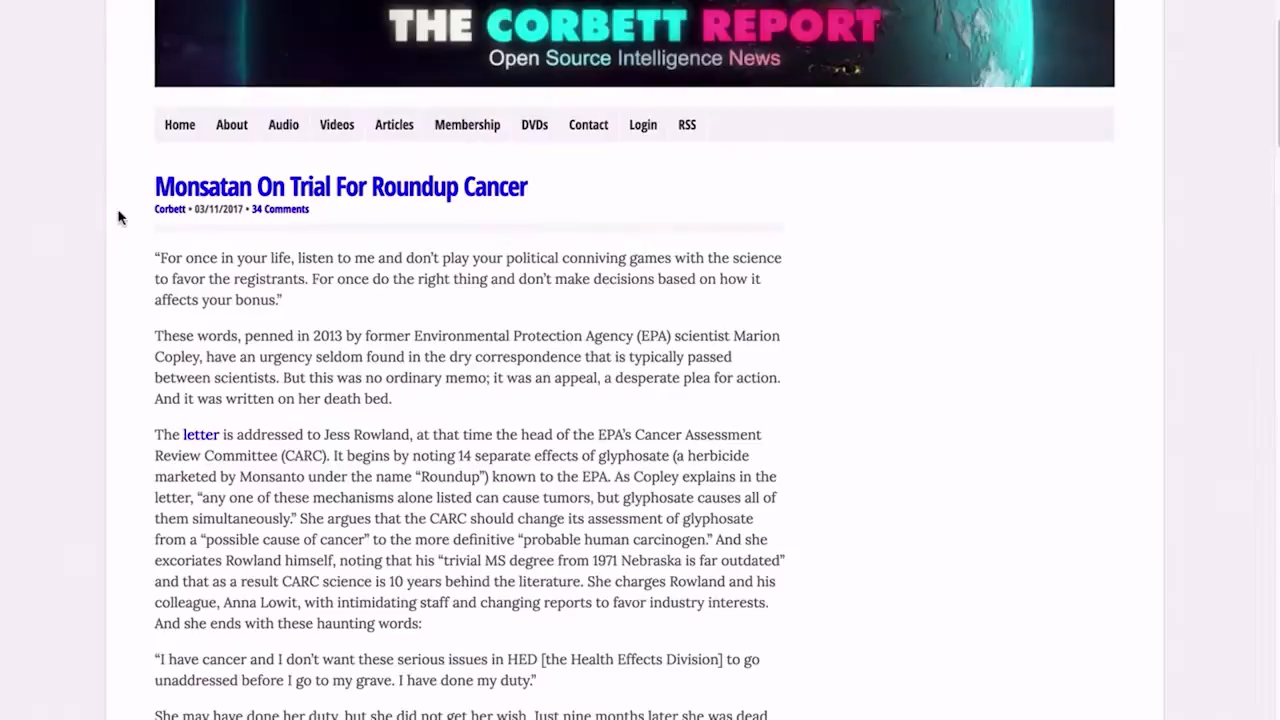 THE CORBETT REPORT
Open Source Intelligence News
Home About Audio Videos Articles Membership DVDs Contact Login RSS
Monsatan On Trial For Roundup Cancer
Corbett • 03/11/2017 • 34 Comments
“For once in your life, listen to me and don’t play your political conniving games with the science
to favor the registrants. For once do the right thing and don’t make decisions based on how it
affects your bonus.”
These words, penned in 2013 by former Environmental Protection Agency (EPA) scientist Marion
Copley, have an urgency seldom found in the dry correspondence that is typically passed
between scientists. But this was no ordinary memo; it was an appeal, a desperate plea for action.
And it was written on her death bed.
The letter is addressed to Jess Rowland, at that time the head of the EPA’s Cancer Assessment
Review Committee (CARC). It begins by noting 14 separate effects of glyphosate (a herbicide
marketed by Monsanto under the name “Roundup”) known to the EPA. As Copley explains in the
letter, “any one of these mechanisms alone listed can cause tumors, but glyphosate causes all of
them simultaneously.” She argues that the CARC should change its assessment of glyphosate
from a “possible cause of cancer” to the more definitive “probable human carcinogen.” And she
excoriates Rowland himself, noting that his “trivial MS degree from 1971 Nebraska is far outdated”
and that as a result CARC science is 10 years behind the literature. She charges Rowland and his
colleague, Anna Lowit, with intimidating staff and changing reports to favor industry interests.
And she ends with these haunting words:
“I have cancer and I don’t want these serious issues in HED [the Health Effects Division] to go
unaddressed before I go to my grave. I have done my duty.”
She may have done her duty, but she did not get her wish. Just nine months later she was dead